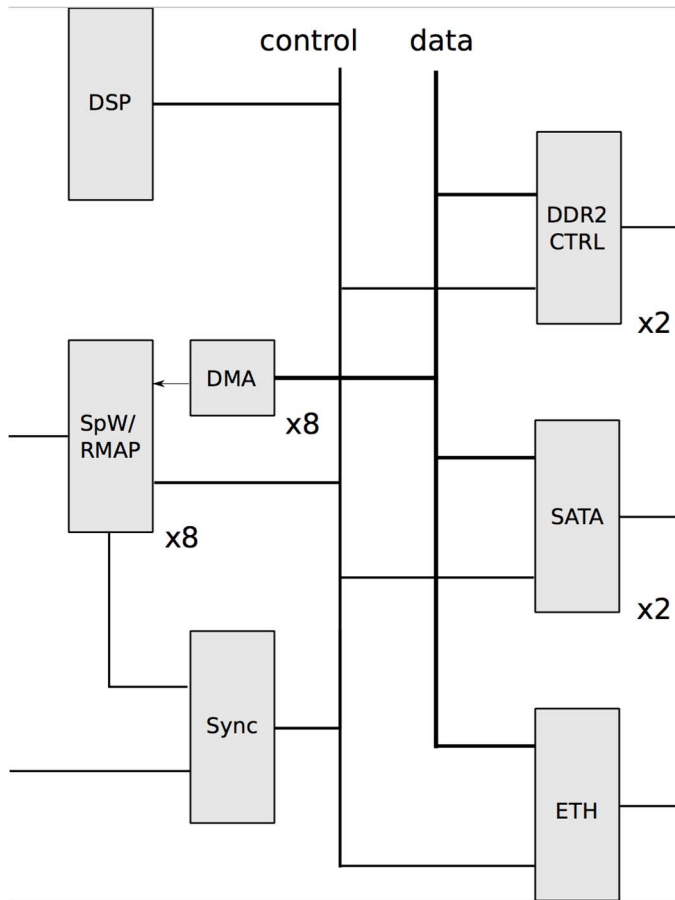 control data
DSP
DDR2
CTRL
x2
DMA
x8
SpW/
RMAP
x8
SATA
x2
Sync
ETH